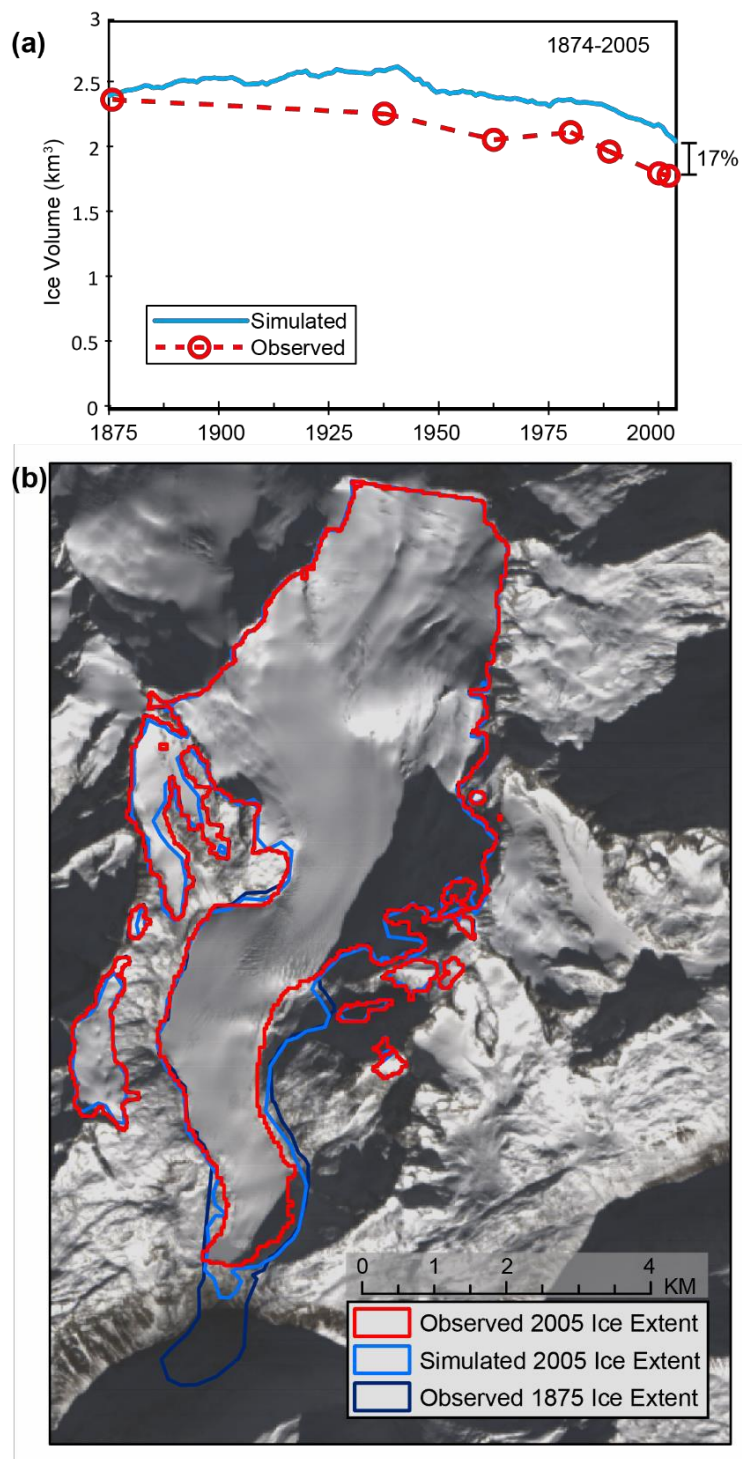 (a)
3
1874-2005
2.5
2
17%
1.5
1
0.5
0
Ice Volume (km³)
Simulated
Observed
1875 1900 1925 1950 1975 2000
(b)
0 2 4
KM
Observed 2005 Ice Extent
Simulated 2005 Ice Extent
Observed 1875 Ice Extent